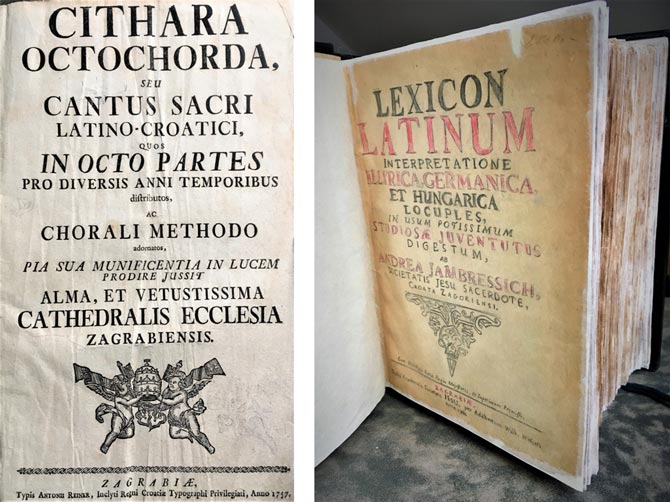 CITHARA
OCTOCHORDA,
SEU
CANTUS SACRI
LATINO-CROATICI,
QUOS
IN OCTO PARTES
PRO DIVERSIS ANNI TEMPORIBUS
distributos,
AC
CHORALI METHODO
adornatos,
PIA SUA MUNIFICENTIA IN LUCEM
PRODIRE JUSSIT
ALMA, ET VETUSTISSIMA
CATHEDRALIS ECCLESIA
ZAGRABIENSIS.
ZAGRABIÆ,
Typis ANTONII REINER, Inclyti Regni Croatiæ Typographi Privilegiati, Anno 1757.
LEXICON
LATINUM
INTERPRETATIONE
ILLYRICA, GERMANICA,
ET HUNGARICA
LOCUPLES,
IN USUM POTISSIMUM
STUDIOSÆ JUVENTUTUS
DIGESTUM,
AB
ANDREA JAMBRESSICH,
SOCIETATIS JESU SACERDOTE,
CROATA ZAGORIENSI.
ZAGRABIÆ